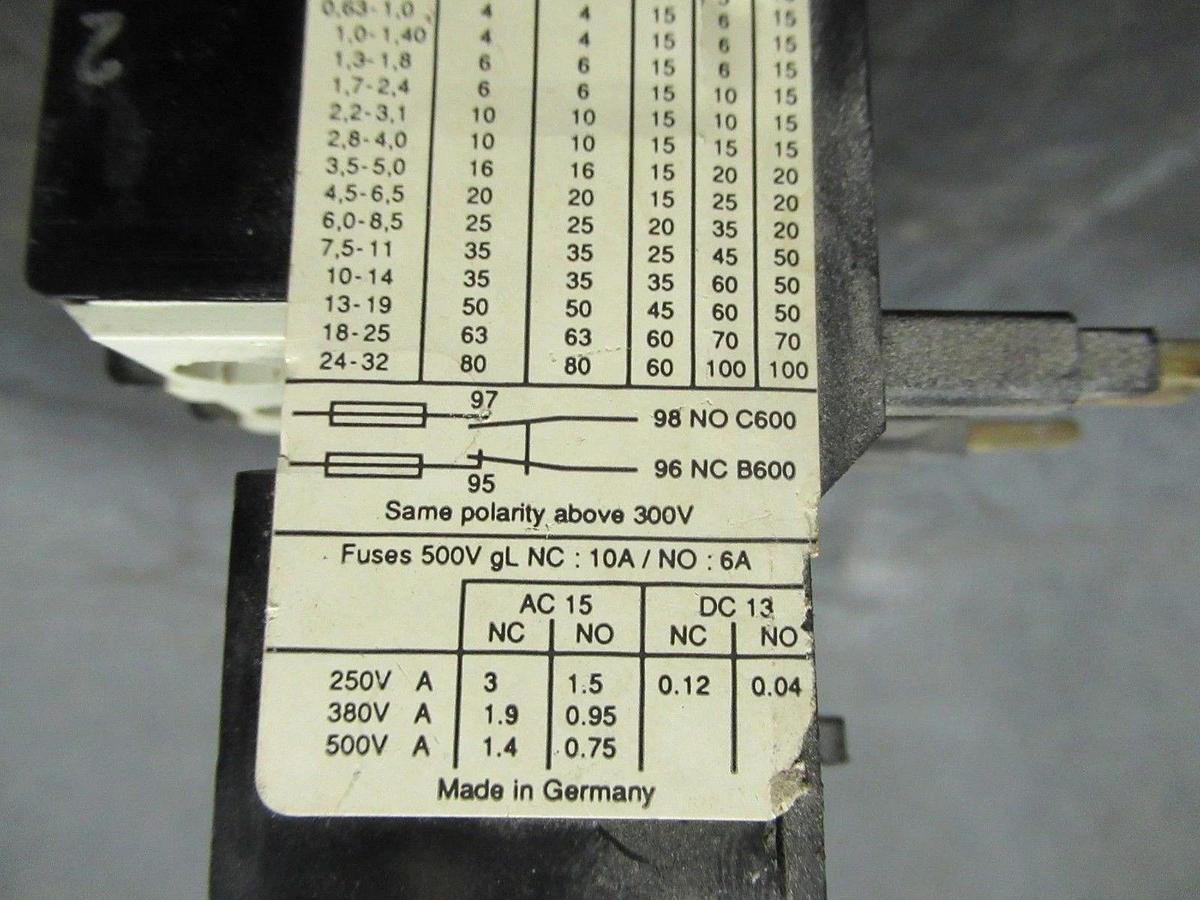 0,63-1,0 4 4 15 6 15
1,0-1,40 4 4 15 6 15
1,3-1,8 6 6 15 6 15
1,7-2,4 6 6 15 10 15
2,2-3,1 10 10 15 10 15
2,8-4,0 10 10 15 15 15
3,5-5,0 16 16 15 20 20
4,5-6,5 20 20 15 25 20
6,0-8,5 25 25 20 35 20
7,5-11 35 35 25 45 50
10-14 35 35 35 60 50
13-19 50 50 45 60 50
18-25 63 63 60 70 70
24-32 80 80 60 100 100
97
98 NO C600
96 NC B600
95
Same polarity above 300V
Fuses 500V gL NC : 10A / NO : 6A
AC 15 DC 13
NC NO NC NO
250V A 3 1.5 0.12 0.04
380V A 1.9 0.95
500V A 1.4 0.75
Made in Germany